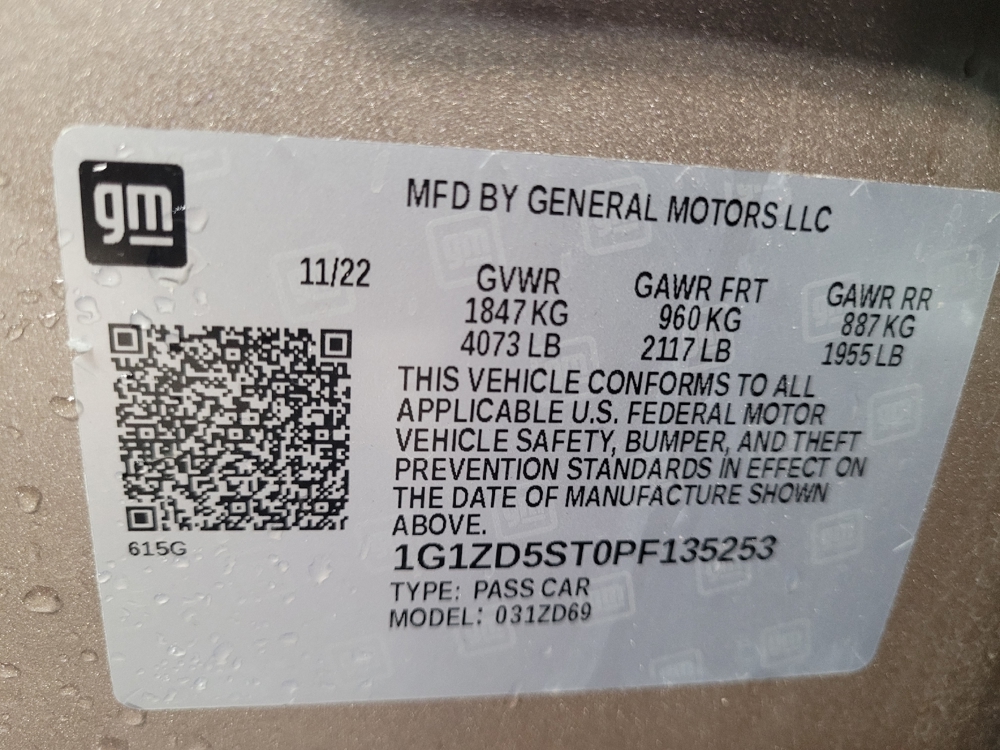 gm
MFD BY GENERAL MOTORS LLC
11/22
GVWR GAWR FRT GAWR RR
1847 KG 960 KG 887 KG
4073 LB 2117 LB 1955 LB
THIS VEHICLE CONFORMS TO ALL
APPLICABLE U.S. FEDERAL MOTOR
VEHICLE SAFETY, BUMPER, AND THEFT
PREVENTION STANDARDS IN EFFECT ON
THE DATE OF MANUFACTURE SHOWN
ABOVE.
615G
1G1ZD5ST0PF135253
TYPE: PASS CAR
MODEL: 031ZD69